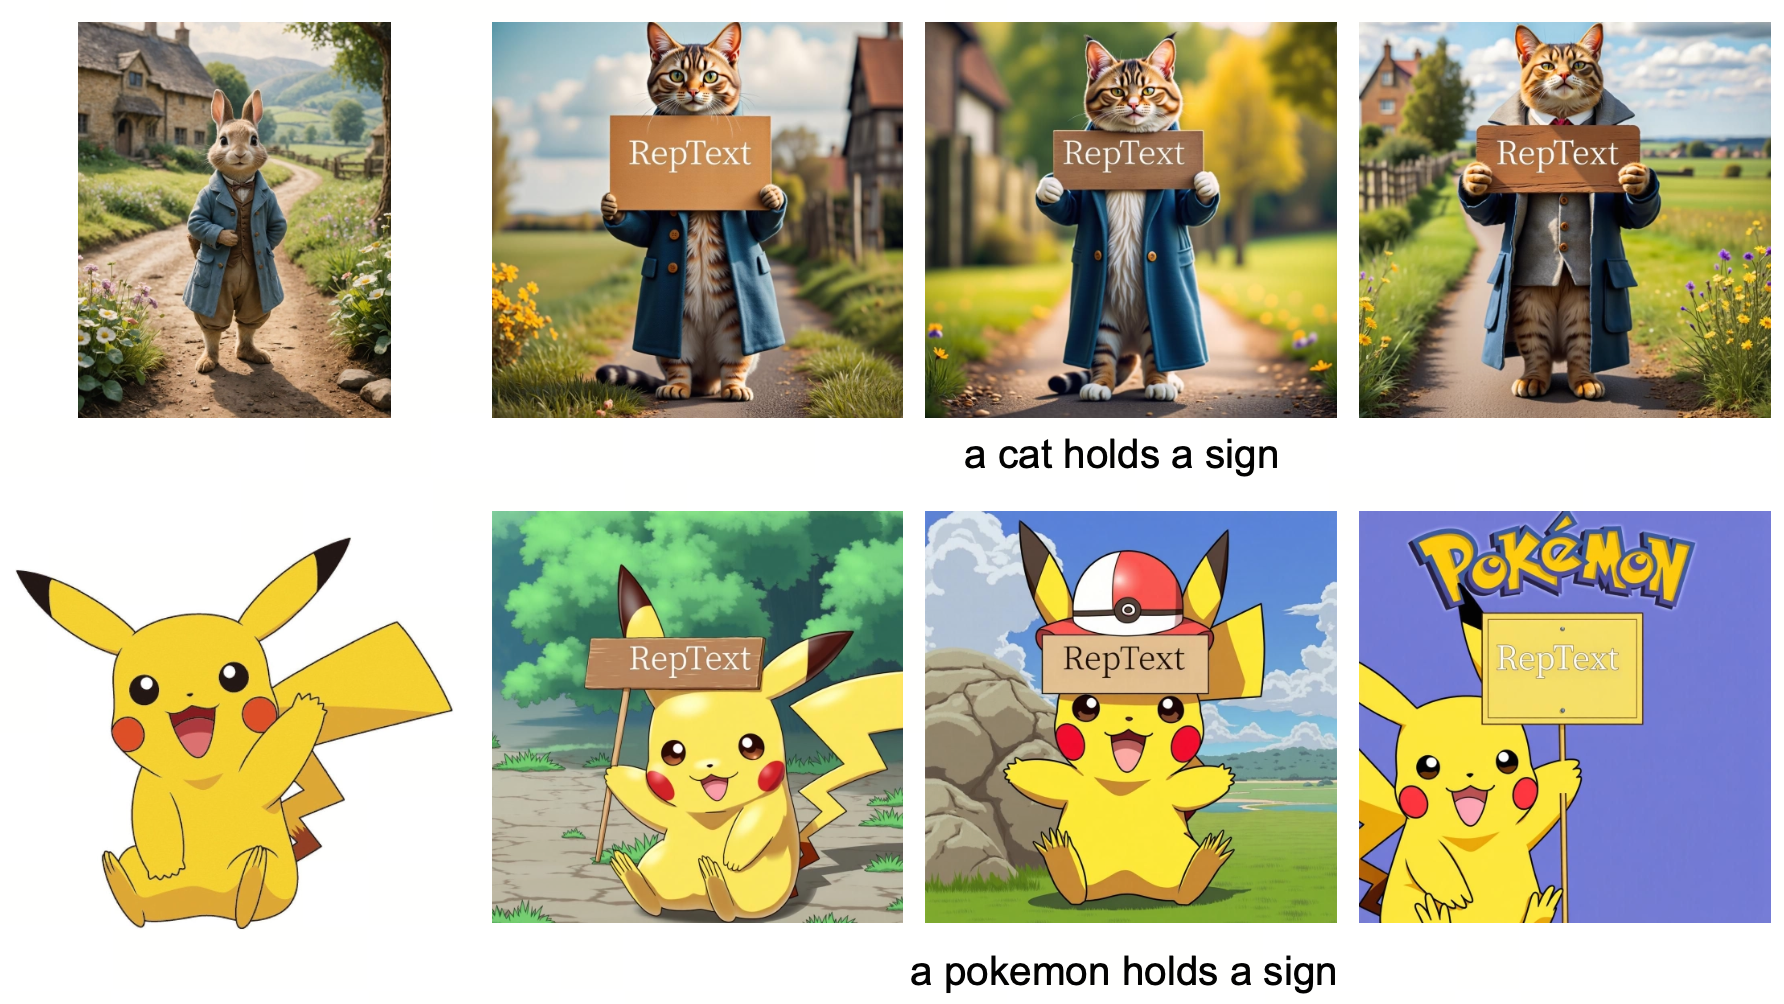 RepText
RepText
RepText
a cat holds a sign
POKéMON
RepText
RepText
RepText
a pokemon holds a sign